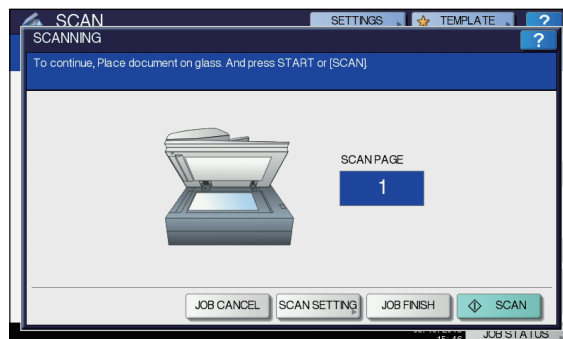 SCAN
SETTINGS
TEMPLATE
?
SCANNING
?
To continue, Place document on glass. And press START or [SCAN].
SCAN PAGE
1
JOB CANCEL
SCAN SETTING
JOB FINISH
SCAN
JOB STATUS